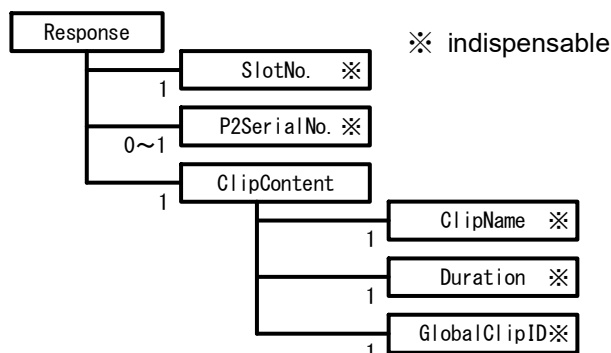 Response
※ indispensable
SlotNo. ※
1
P2SerialNo. ※
0～1
ClipContent
1
ClipName ※
1
Duration ※
1
GlobalClipID※
1